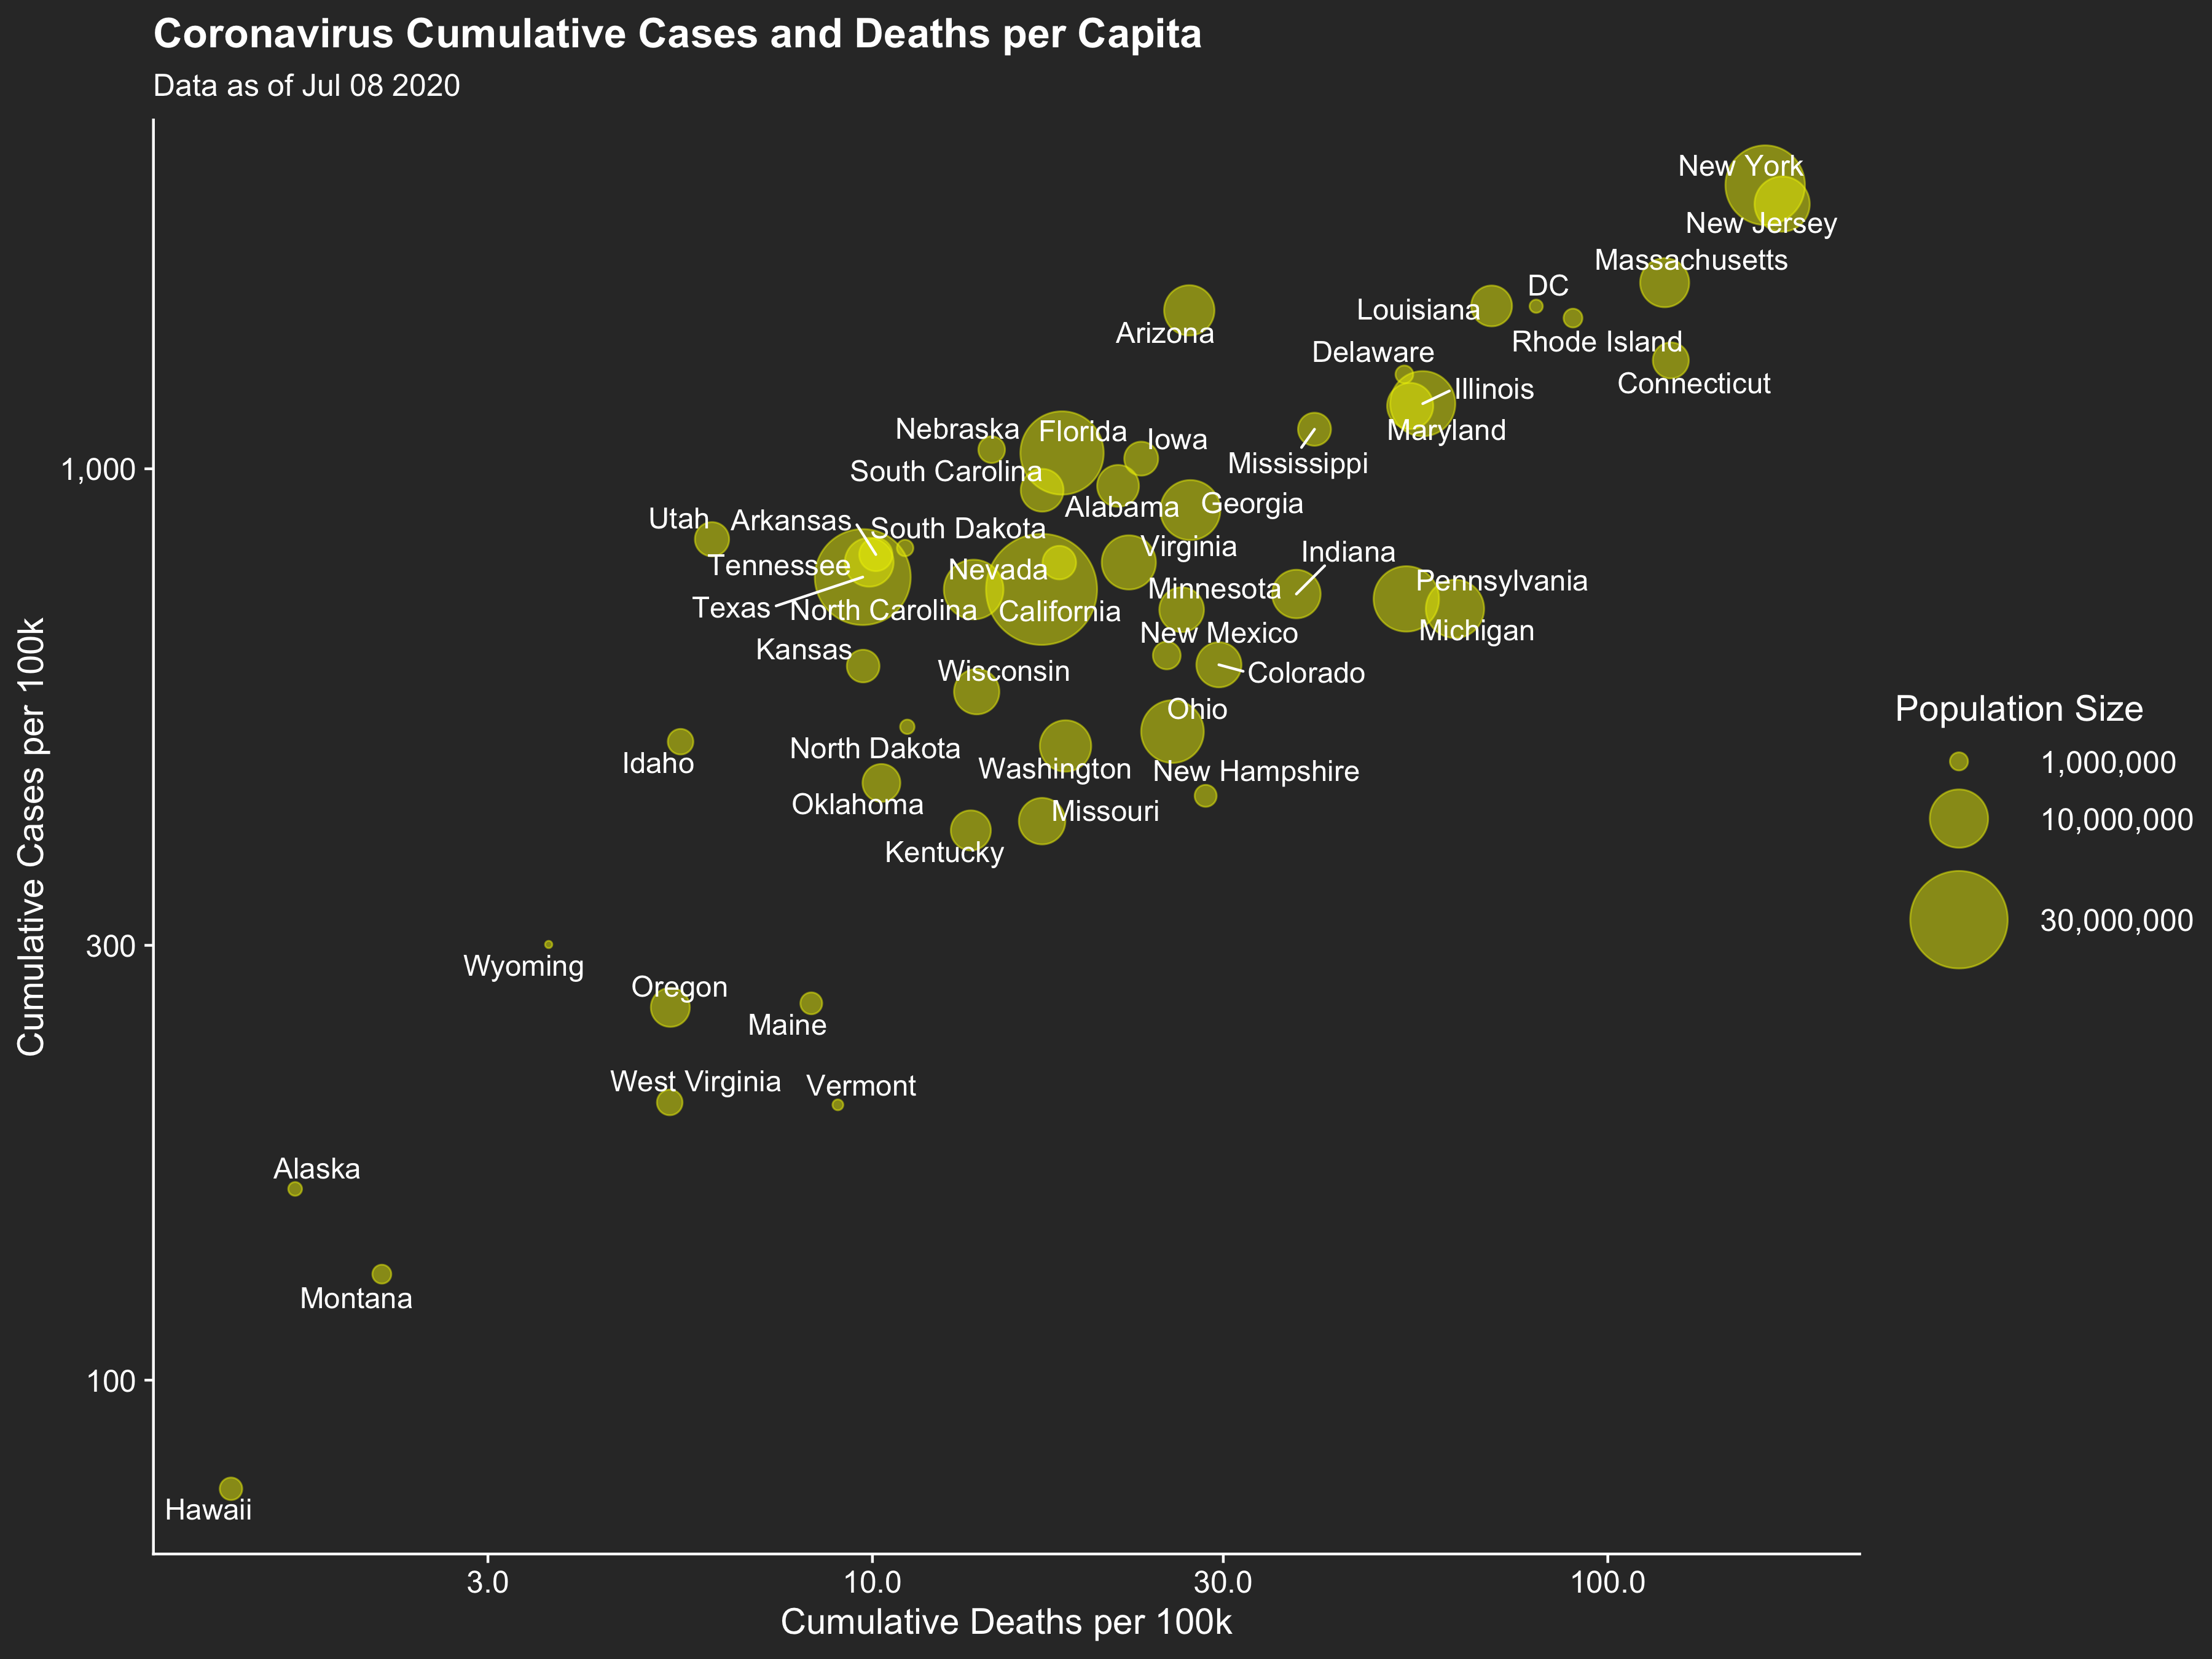 Coronavirus Cumulative Cases and Deaths per Capita
Data as of Jul 08 2020
New York
New Jersey
Massachusetts
DC
Louisiana
Arizona
Rhode Island
Delaware
Connecticut
Illinois
Nebraska
Florida
Iowa
Maryland
Mississippi
1,000
South Carolina
Alabama
Georgia
Utah
Arkansas
South Dakota
Virginia
Indiana
Tennessee
Nevada
Minnesota
Pennsylvania
Texas
North Carolina
California
New Mexico
Michigan
Kansas
Wisconsin
Colorado
Ohio
North Dakota
Idaho
Washington
New Hampshire
Oklahoma
Missouri
Kentucky
300
Wyoming
Oregon
Maine
West Virginia
Vermont
Alaska
Montana
100
Hawaii
3.0
10.0
30.0
100.0
Cumulative Deaths per 100k
Cumulative Cases per 100k
Population Size
1,000,000
10,000,000
30,000,000